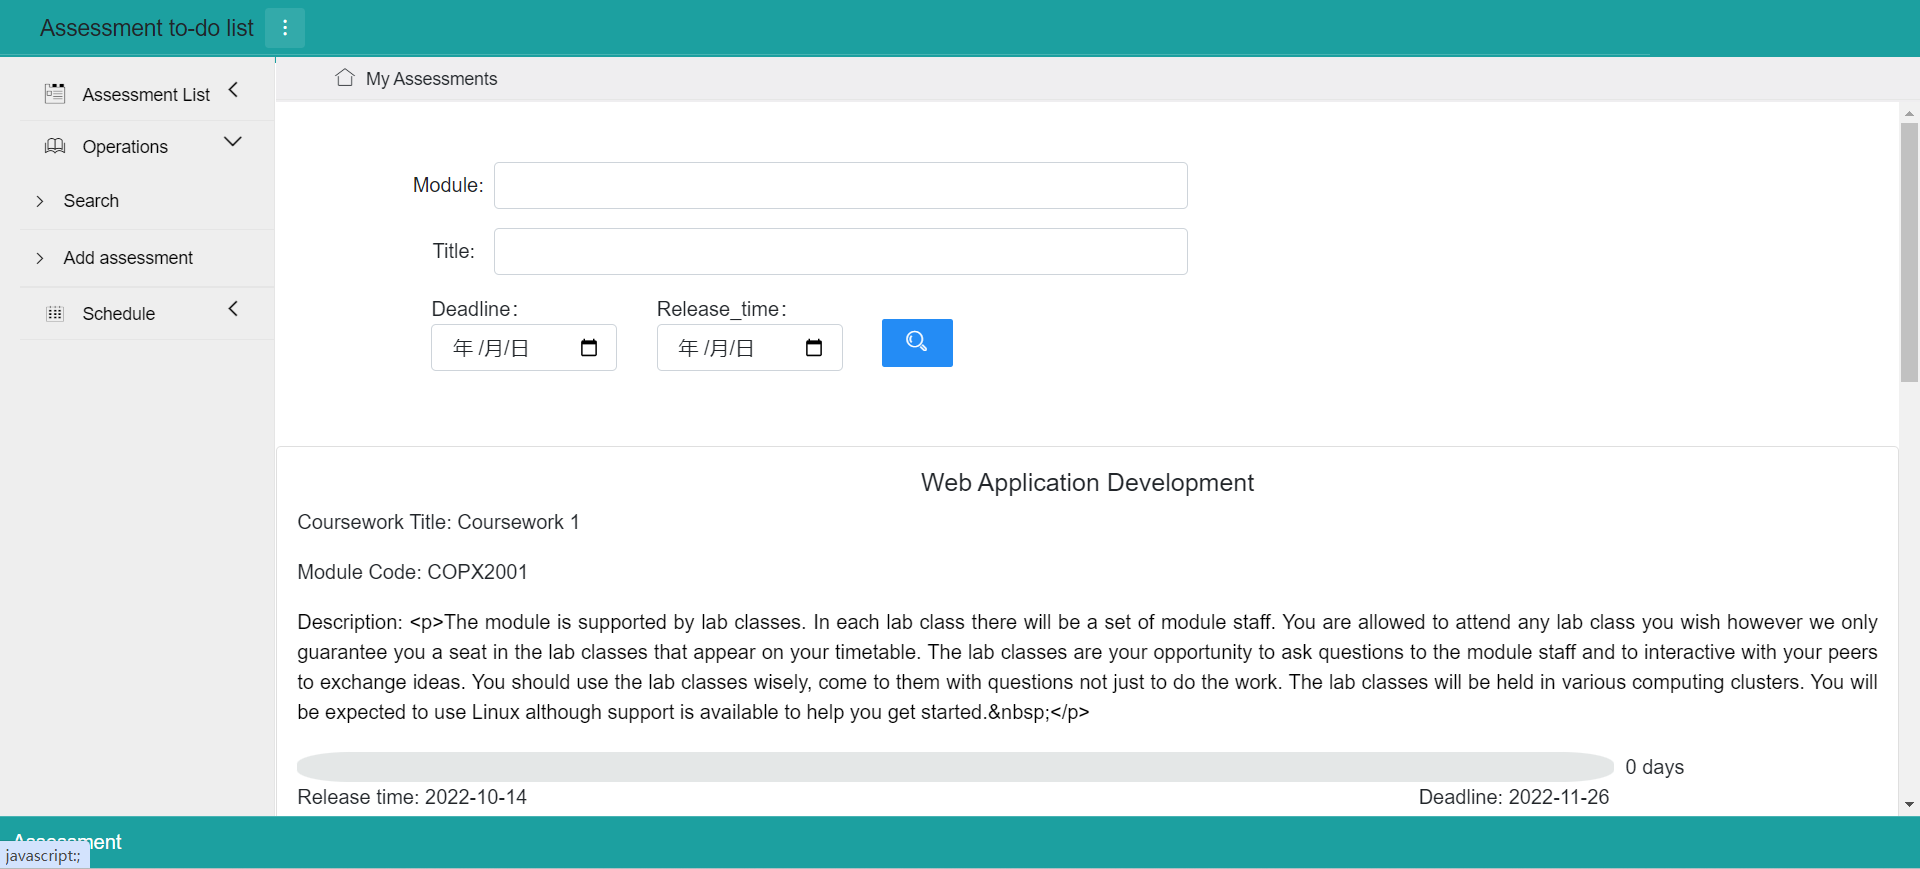 Assessment to-do list
Assessment List
Operations
Search
Add assessment
Schedule
My Assessments
Module:
Title:
Deadline:
Release_time:
年 /月/日
年 /月/日
Web Application Development
Coursework Title: Coursework 1
Module Code: COPX2001
Description: <p>The module is supported by lab classes. In each lab class there will be a set of module staff. You are allowed to attend any lab class you wish however we only
guarantee you a seat in the lab classes that appear on your timetable. The lab classes are your opportunity to ask questions to the module staff and to interactive with your peers
to exchange ideas. You should use the lab classes wisely, come to them with questions not just to do the work. The lab classes will be held in various computing clusters. You will
be expected to use Linux although support is available to help you get started.&nbsp;</p>
0 days
Release time: 2022-10-14
Deadline: 2022-11-26
Assessment
javascript:;